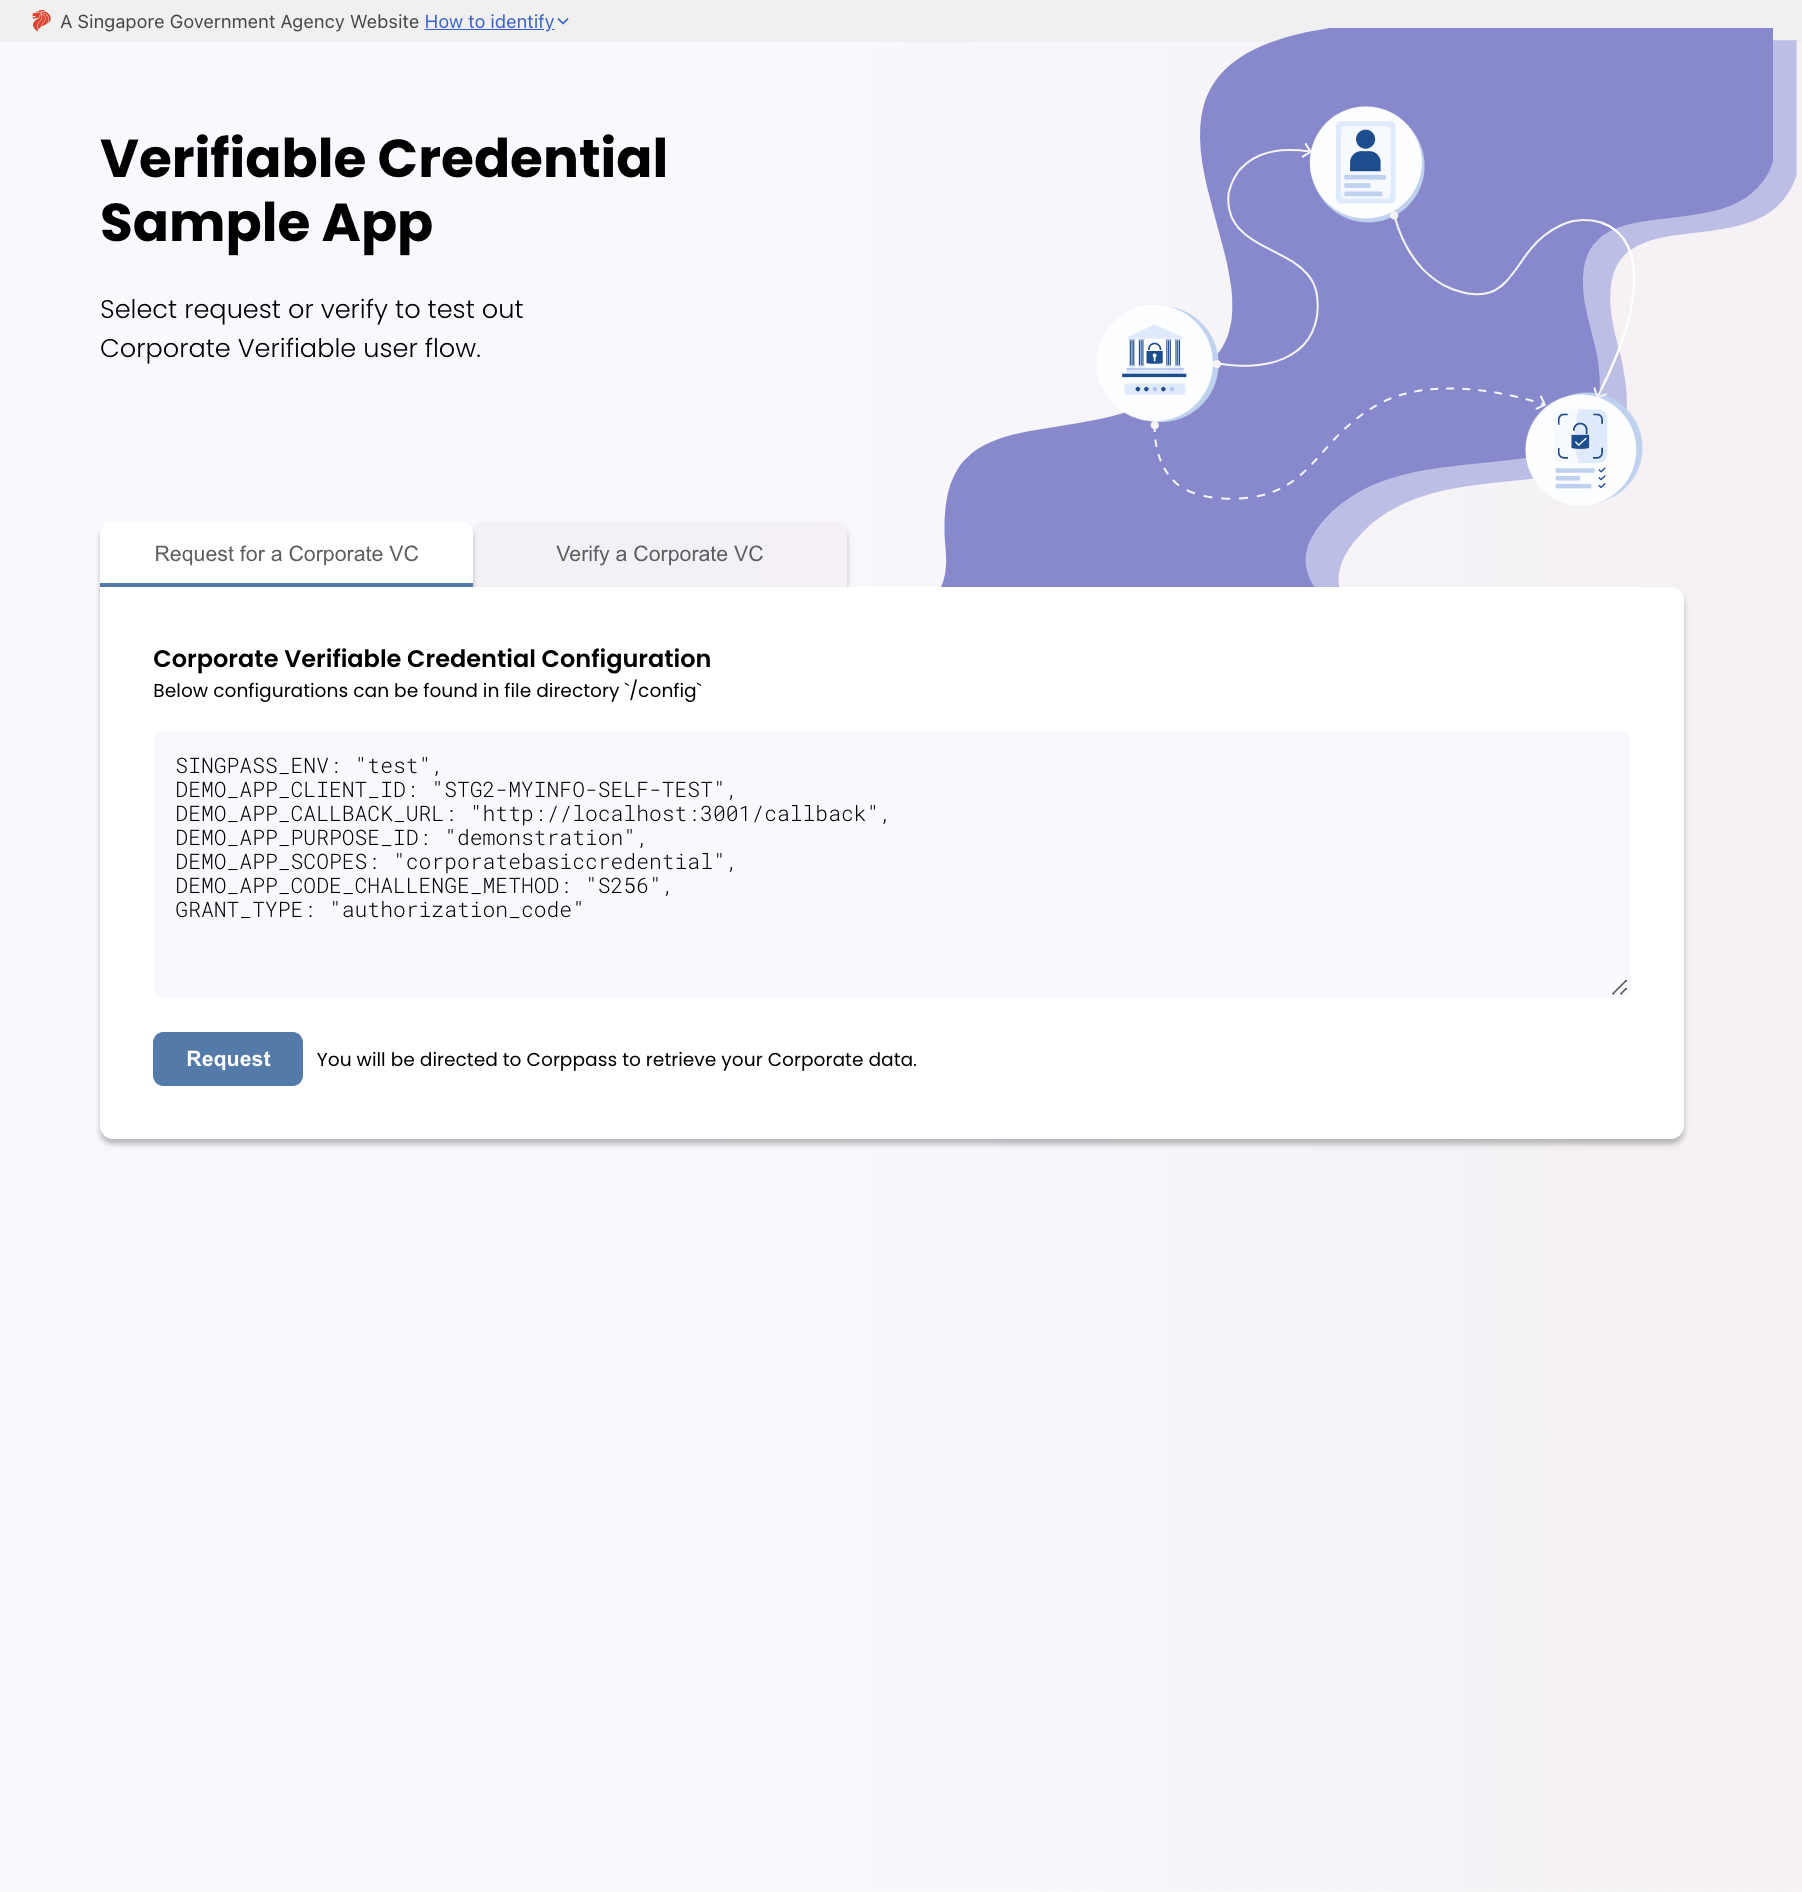 A Singapore Government Agency Website How to identify
Verifiable Credential
Sample App
Select request or verify to test out
Corporate Verifiable user flow.
Request for a Corporate VC
Verify a Corporate VC
Corporate Verifiable Credential Configuration
Below configurations can be found in file directory `/config`
SINGPASS_ENV: "test",
DEMO_APP_CLIENT_ID: "STG2-MYINFO-SELF-TEST",
DEMO_APP_CALLBACK_URL: "http://localhost:3001/callback",
DEMO_APP_PURPOSE_ID: "demonstration",
DEMO_APP_SCOPES: "corporatebasiccredential",
DEMO_APP_CODE_CHALLENGE_METHOD: "S256",
GRANT_TYPE: "authorization_code"
Request
You will be directed to Corppass to retrieve your Corporate data.